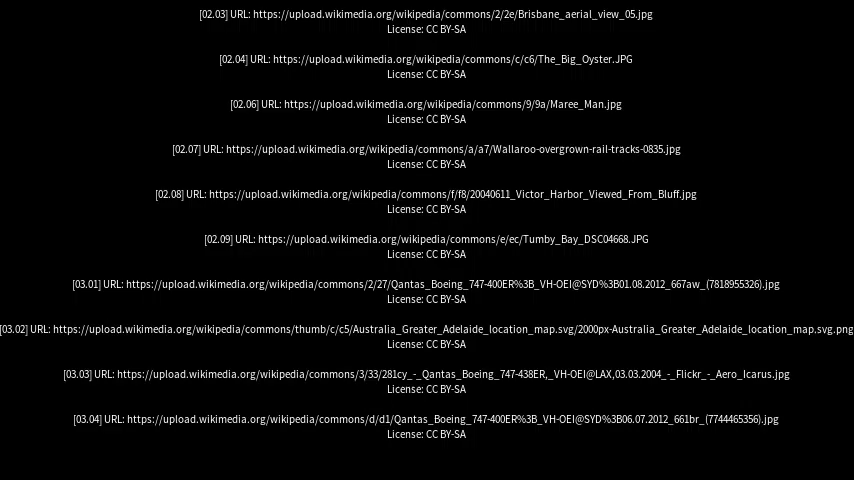 [02.03] URL: https://upload.wikimedia.org/wikipedia/commons/2/2e/Brisbane_aerial_view_05.jpg
License: CC BY-SA
[02.04] URL: https://upload.wikimedia.org/wikipedia/commons/c/c6/The_Big_Oyster.JPG
License: CC BY-SA
[02.06] URL: https://upload.wikimedia.org/wikipedia/commons/9/9a/Maree_Man.jpg
License: CC BY-SA
[02.07] URL: https://upload.wikimedia.org/wikipedia/commons/a/a7/Wallaroo-overgrown-rail-tracks-0835.jpg
License: CC BY-SA
[02.08] URL: https://upload.wikimedia.org/wikipedia/commons/f/f8/20040611_Victor_Harbor_Viewed_From_Bluff.jpg
License: CC BY-SA
[02.09] URL: https://upload.wikimedia.org/wikipedia/commons/e/ec/Tumby_Bay_DSC04668.JPG
License: CC BY-SA
[03.01] URL: https://upload.wikimedia.org/wikipedia/commons/2/27/Qantas_Boeing_747-400ER%3B_VH-OEI@SYD%3B01.08.2012_667aw_(7818955326).jpg
License: CC BY-SA
[03.02] URL: https://upload.wikimedia.org/wikipedia/commons/thumb/c/c5/Australia_Greater_Adelaide_location_map.svg/2000px-Australia_Greater_Adelaide_location_map.svg.png
License: CC BY-SA
[03.03] URL: https://upload.wikimedia.org/wikipedia/commons/3/33/281cy_-_Qantas_Boeing_747-438ER,_VH-OEI@LAX,03.03.2004_-_Flickr_-_Aero_Icarus.jpg
License: CC BY-SA
[03.04] URL: https://upload.wikimedia.org/wikipedia/commons/d/d1/Qantas_Boeing_747-400ER%3B_VH-OEI@SYD%3B06.07.2012_661br_(7744465356).jpg
License: CC BY-SA